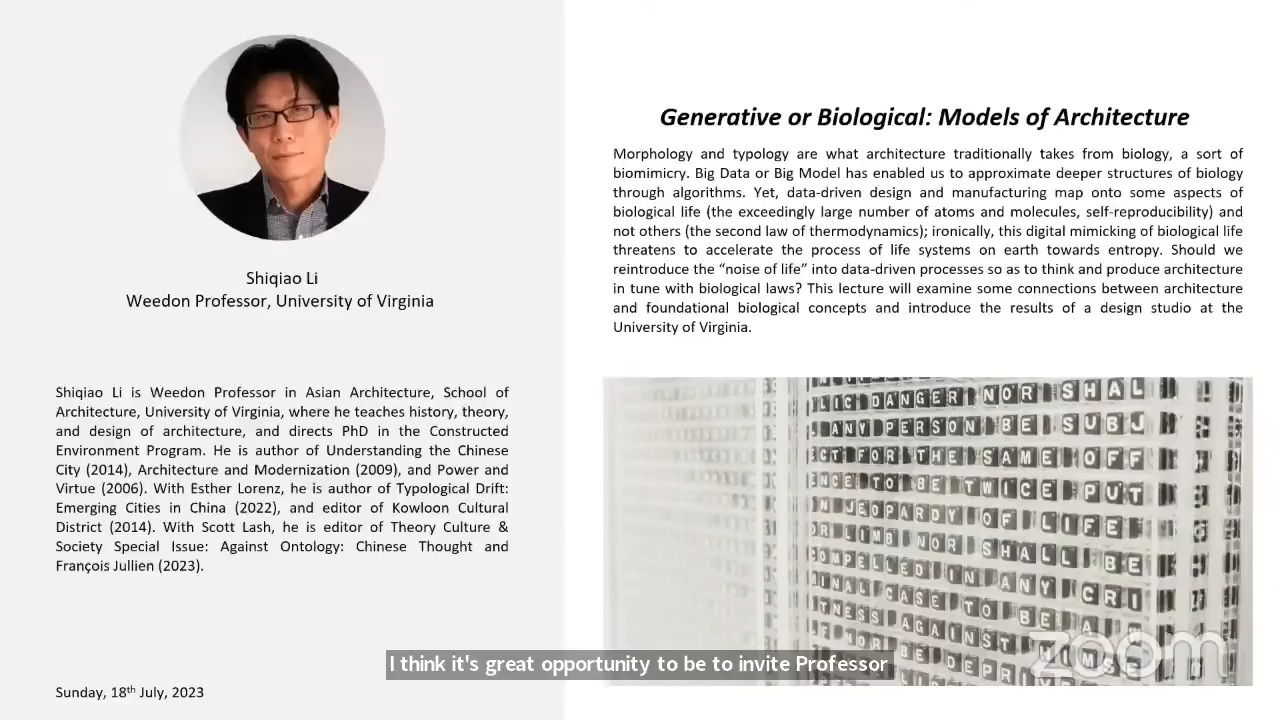 Shiqiao Li
Weedon Professor, University of Virginia
Shiqiao Li is Weedon Professor in Asian Architecture, School of
Architecture, University of Virginia, where he teaches history, theory,
and design of architecture, and directs PhD in the Constructed
Environment Program. He is author of Understanding the Chinese
City (2014), Architecture and Modernization (2009), and Power and
Virtue (2006). With Esther Lorenz, he is author of Typological Drift:
Emerging Cities in China (2022), and editor of Kowloon Cultural
District (2014). With Scott Lash, he is editor of Theory Culture &
Society Special Issue: Against Ontology: Chinese Thought and
François Jullien (2023).
Sunday, 18th July, 2023
Generative or Biological: Models of Architecture
Morphology and typology are what architecture traditionally takes from biology, a sort of
biomimicry. Big Data or Big Model has enabled us to approximate deeper structures of biology
through algorithms. Yet, data-driven design and manufacturing map onto some aspects of
biological life (the exceedingly large number of atoms and molecules, self-reproducibility) and
not others (the second law of thermodynamics); ironically, this digital mimicking of biological life
threatens to accelerate the process of life systems on earth towards entropy. Should we
reintroduce the “noise of life” into data-driven processes so as to think and produce architecture
in tune with biological laws? This lecture will examine some connections between architecture
and foundational biological concepts and introduce the results of a design studio at the
University of Virginia.
LIC DANGER NOR SHAL
ANY PERSON BE SUBJ
ECT FOR THE SAME OFF
ENCE TO BE TWICE PUT
IN JEOPARDY OF LIFE
OR LIMB NOR SHALL BE
COMPELLED IN ANY CRI
MINAL CASE TO BE A
TNESS AGAINST HIMSE
LF NOR BE DEPRIV
zoom
I think it's great opportunity to be to invite Professor